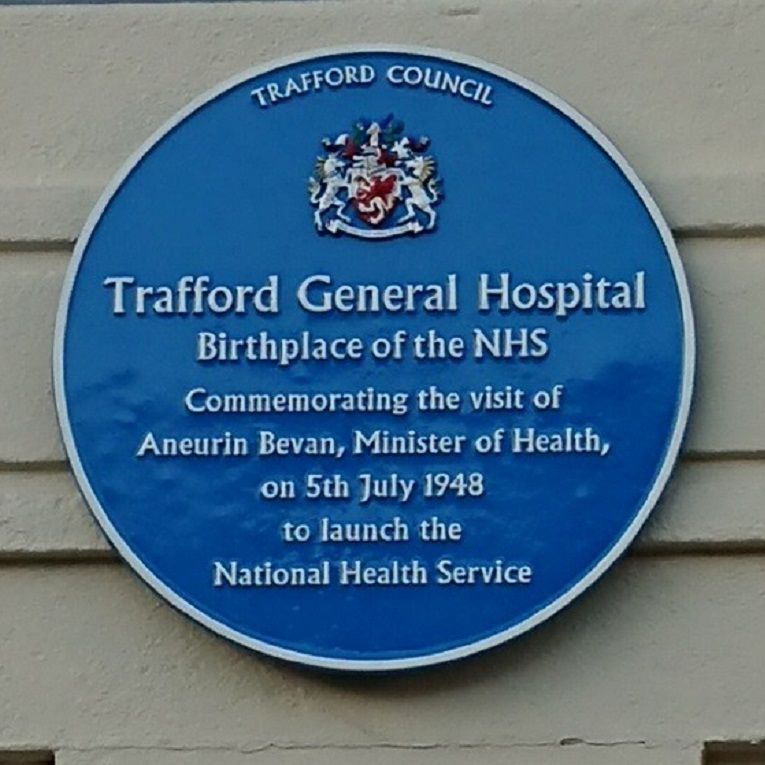 TRAFFORD COUNCIL
Trafford General Hospital
Birthplace of the NHS
Commemorating the visit of
Aneurin Bevan, Minister of Health,
on 5th July 1948
to launch the
National Health Service